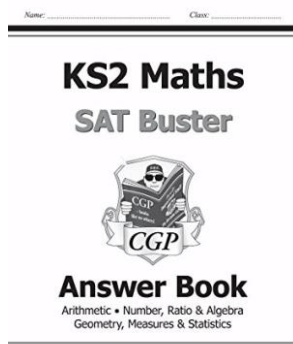 Name: Class:
KS2 Maths
SAT Buster
CGP
CGP
Answer Book
Arithmetic • Number, Ratio & Algebra
Geometry, Measures & Statistics